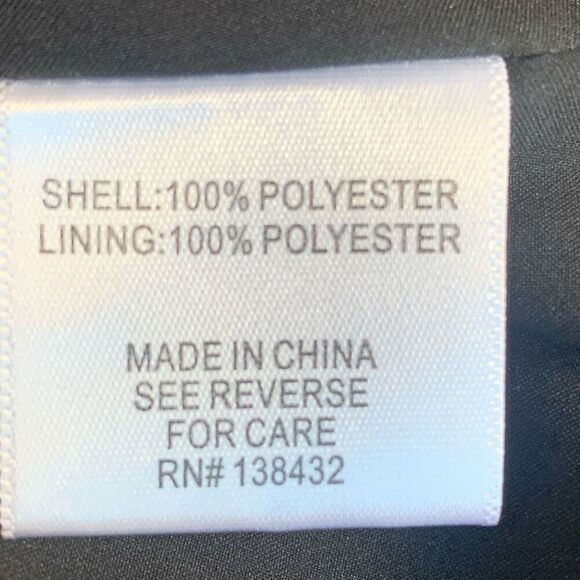 SHELL:100% POLYESTER
LINING:100% POLYESTER
MADE IN CHINA
SEE REVERSE
FOR CARE
RN# 138432